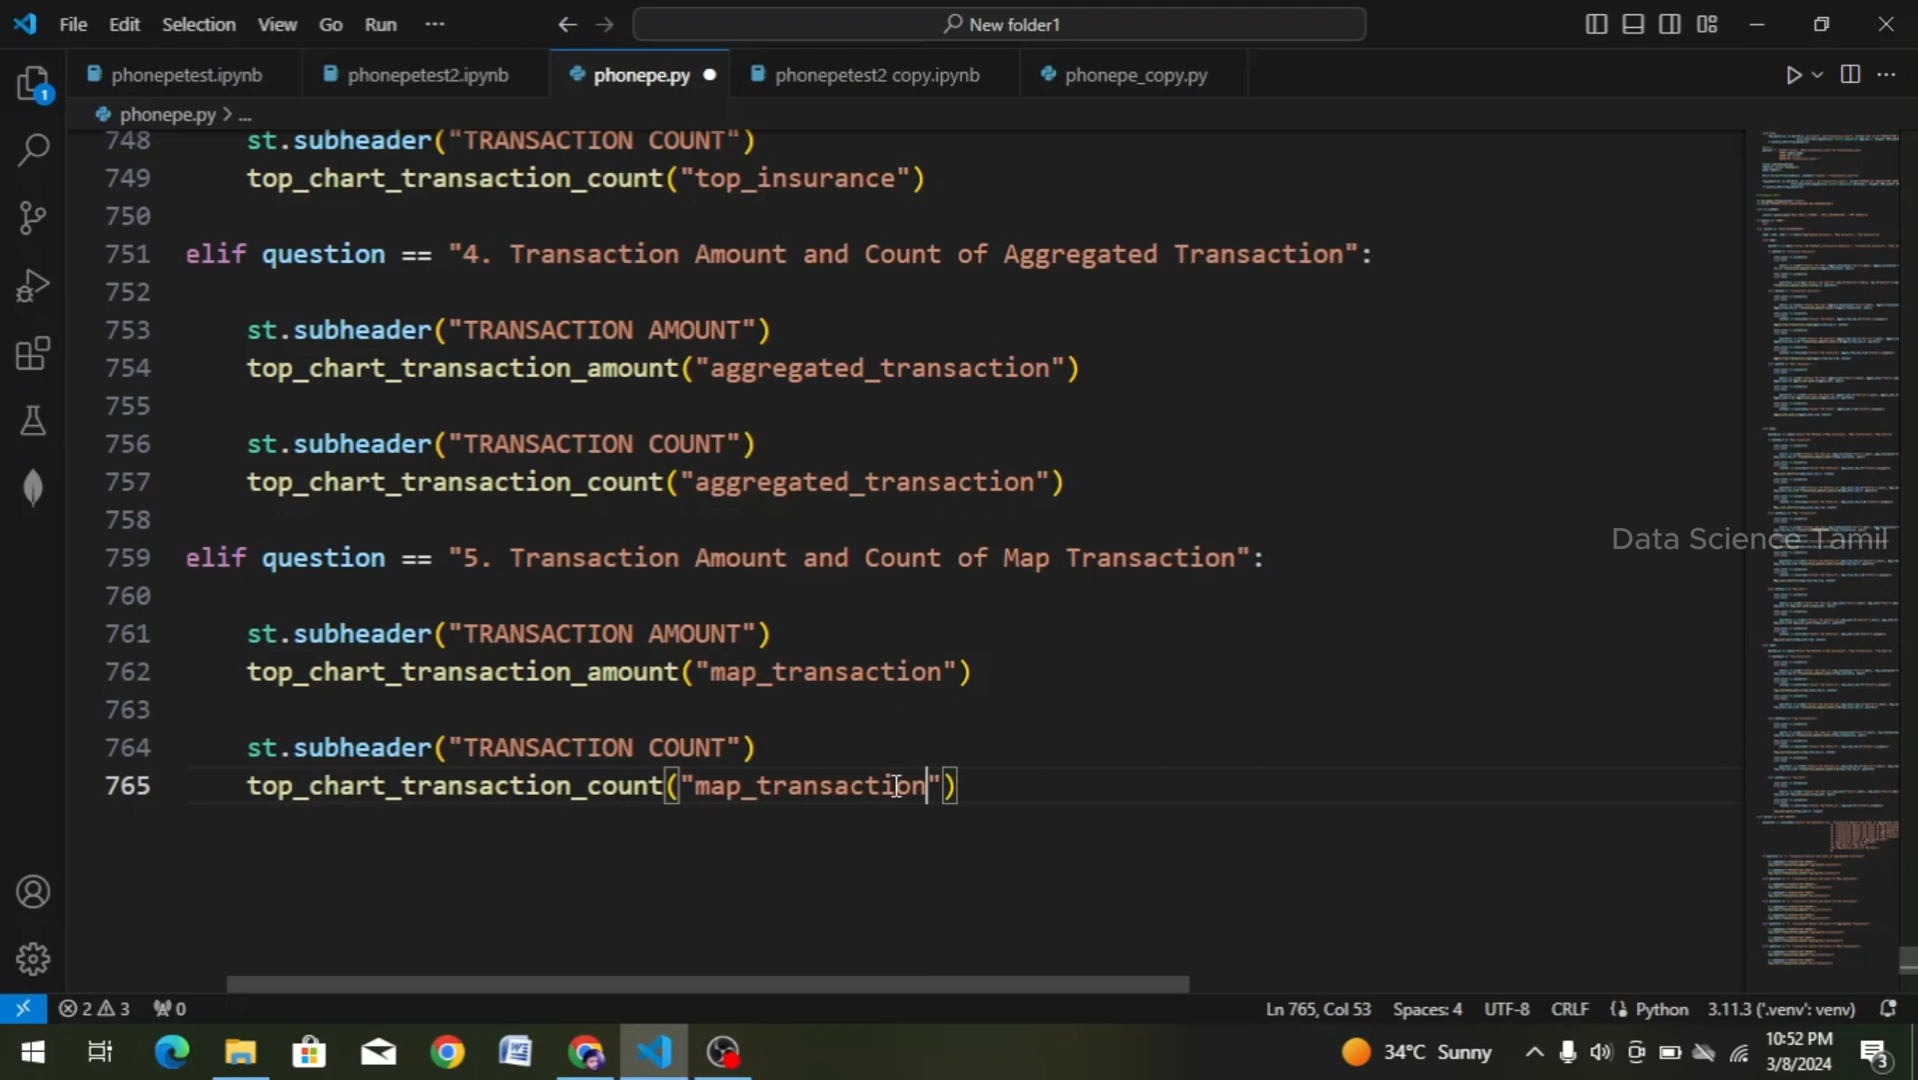 File Edit Selection View Go Run ··· New folder1
phonepetest.ipynb phonepetest2.ipynb phonepe.py phonepetest2 copy.ipynb phonepe_copy.py
1
phonepe.py > ...
748 st.subheader("TRANSACTION COUNT")
749 top_chart_transaction_count("top_insurance")
750
751 elif question == "4. Transaction Amount and Count of Aggregated Transaction":
752
753 st.subheader("TRANSACTION AMOUNT")
754 top_chart_transaction_amount("aggregated_transaction")
755
756 st.subheader("TRANSACTION COUNT")
757 top_chart_transaction_count("aggregated_transaction")
758
Data Science Tamil
759 elif question == "5. Transaction Amount and Count of Map Transaction":
760
761 st.subheader("TRANSACTION AMOUNT")
762 top_chart_transaction_amount("map_transaction")
763
764 st.subheader("TRANSACTION COUNT")
765 top_chart_transaction_count("map_transaction")
2 3 0 Ln 765, Col 53 Spaces: 4 UTF-8 CRLF Python 3.11.3 ('.venv': venv)
34°C Sunny 10:52 PM
3/8/2024 3